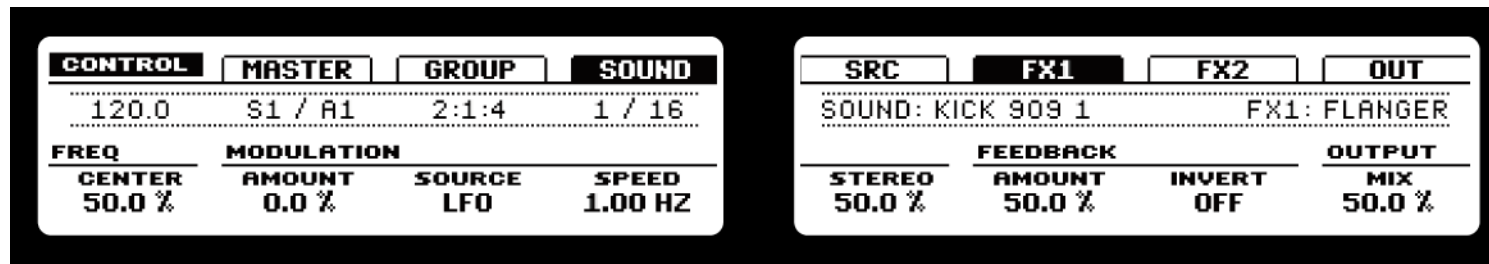 CONTROL MASTER GROUP SOUND
120.0 S1 / A1 2:1:4 1 / 16
FREQ MODULATION
CENTER AMOUNT SOURCE SPEED
50.0 % 0.0 % LFO 1.00 HZ
SRC FX1 FX2 OUT
SOUND: KICK 909 1 FX1: FLANGER
FEEDBACK OUTPUT
STEREO AMOUNT INVERT MIX
50.0 % 50.0 % OFF 50.0 %